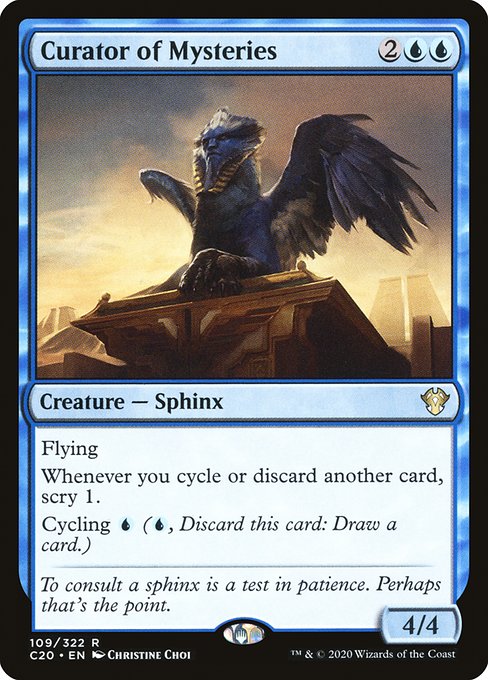 Curator of Mysteries 2
Creature — Sphinx
Flying
Whenever you cycle or discard another card,
scry 1.
Cycling (, Discard this card: Draw a
card.)
To consult a sphinx is a test in patience. Perhaps
that's the point.
4/4
109/322 R
C20 • EN Christine Choi
™ & © 2020 Wizards of the Coast